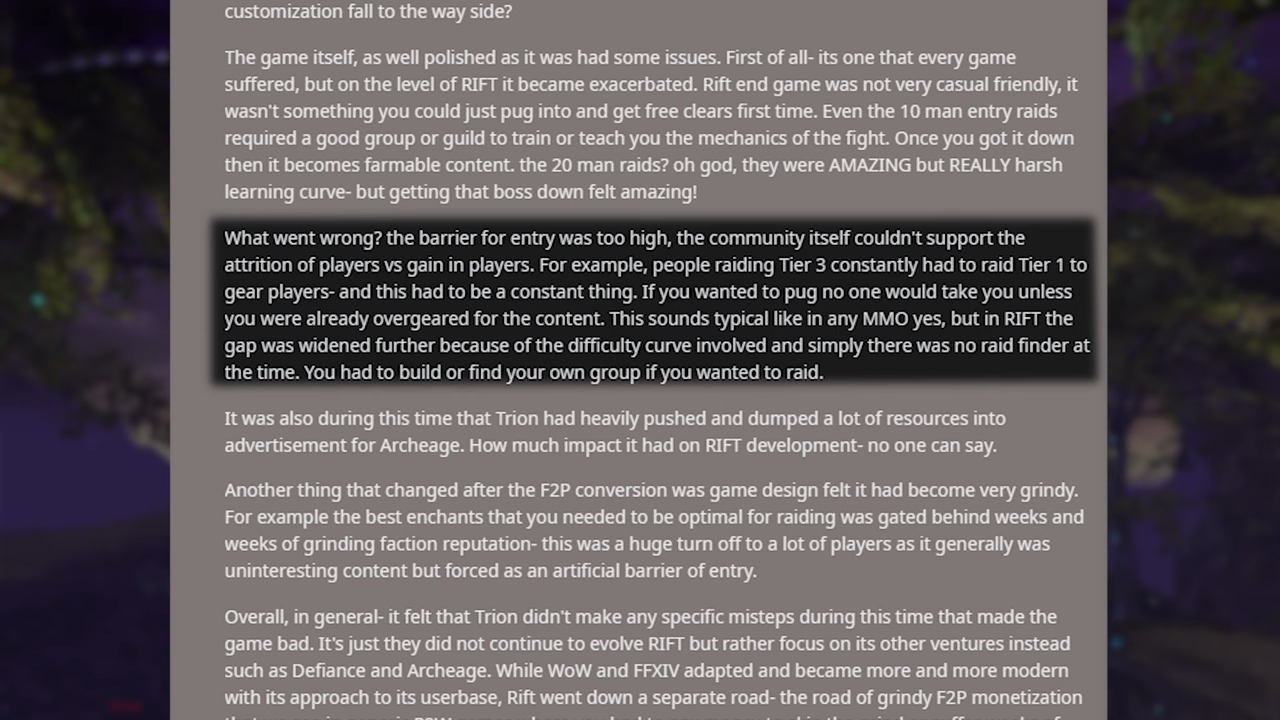 customization fall to the way side?
The game itself, as well polished as it was had some issues. First of all- its one that every game
suffered, but on the level of RIFT it became exacerbated. Rift end game was not very casual friendly, it
wasn't something you could just pug into and get free clears first time. Even the 10 man entry raids
required a good group or guild to train or teach you the mechanics of the fight. Once you got it down
then it becomes farmable content. the 20 man raids? oh god, they were AMAZING but REALLY harsh
learning curve- but getting that boss down felt amazing!
What went wrong? the barrier for entry was too high, the community itself couldn't support the
attrition of players vs gain in players. For example, people raiding Tier 3 constantly had to raid Tier 1 to
gear players- and this had to be a constant thing. If you wanted to pug no one would take you unless
you were already overgeared for the content. This sounds typical like in any MMO yes, but in RIFT the
gap was widened further because of the difficulty curve involved and simply there was no raid finder at
the time. You had to build or find your own group if you wanted to raid.
It was also during this time that Trion had heavily pushed and dumped a lot of resources into
advertisement for Archeage. How much impact it had on RIFT development- no one can say.
Another thing that changed after the F2P conversion was game design felt it had become very grindy.
For example the best enchants that you needed to be optimal for raiding was gated behind weeks and
weeks of grinding faction reputation- this was a huge turn off to a lot of players as it generally was
uninteresting content but forced as an artificial barrier of entry.
Overall, in general- it felt that Trion didn't make any specific misteps during this time that made the
game bad. It's just they did not continue to evolve RIFT but rather focus on its other ventures instead
such as Defiance and Archeage. While WoW and FFXIV adapted and became more and more modern
with its approach to its userbase, Rift went down a separate road- the road of grindy F2P monetization